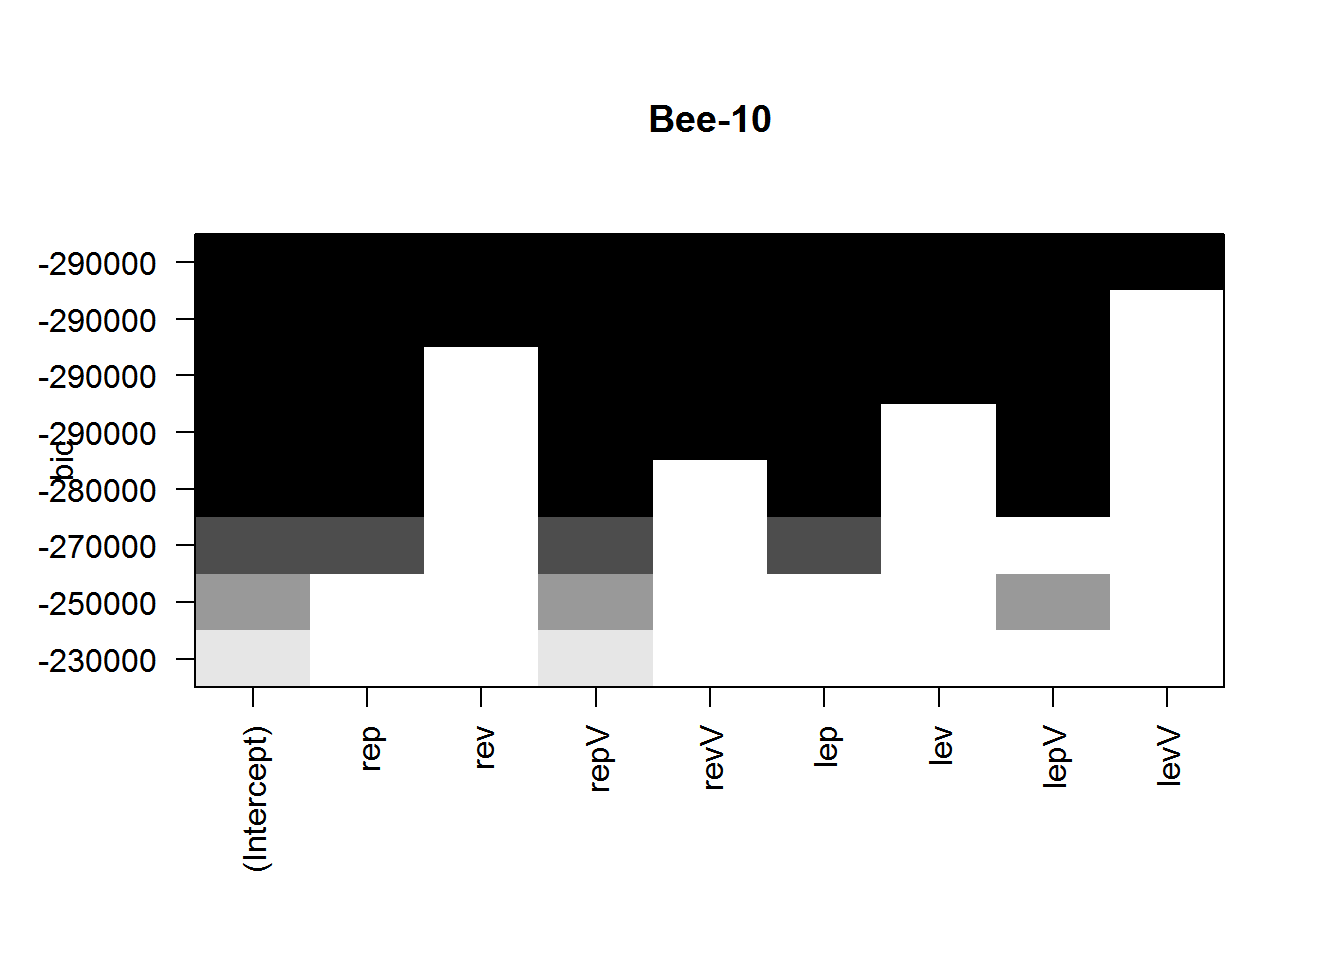 Bee-10
bic
-290000
-290000
-290000
-290000
-280000
-270000
-250000
-230000
(Intercept)
rep
rev
repV
revV
lep
lev
lepV
levV